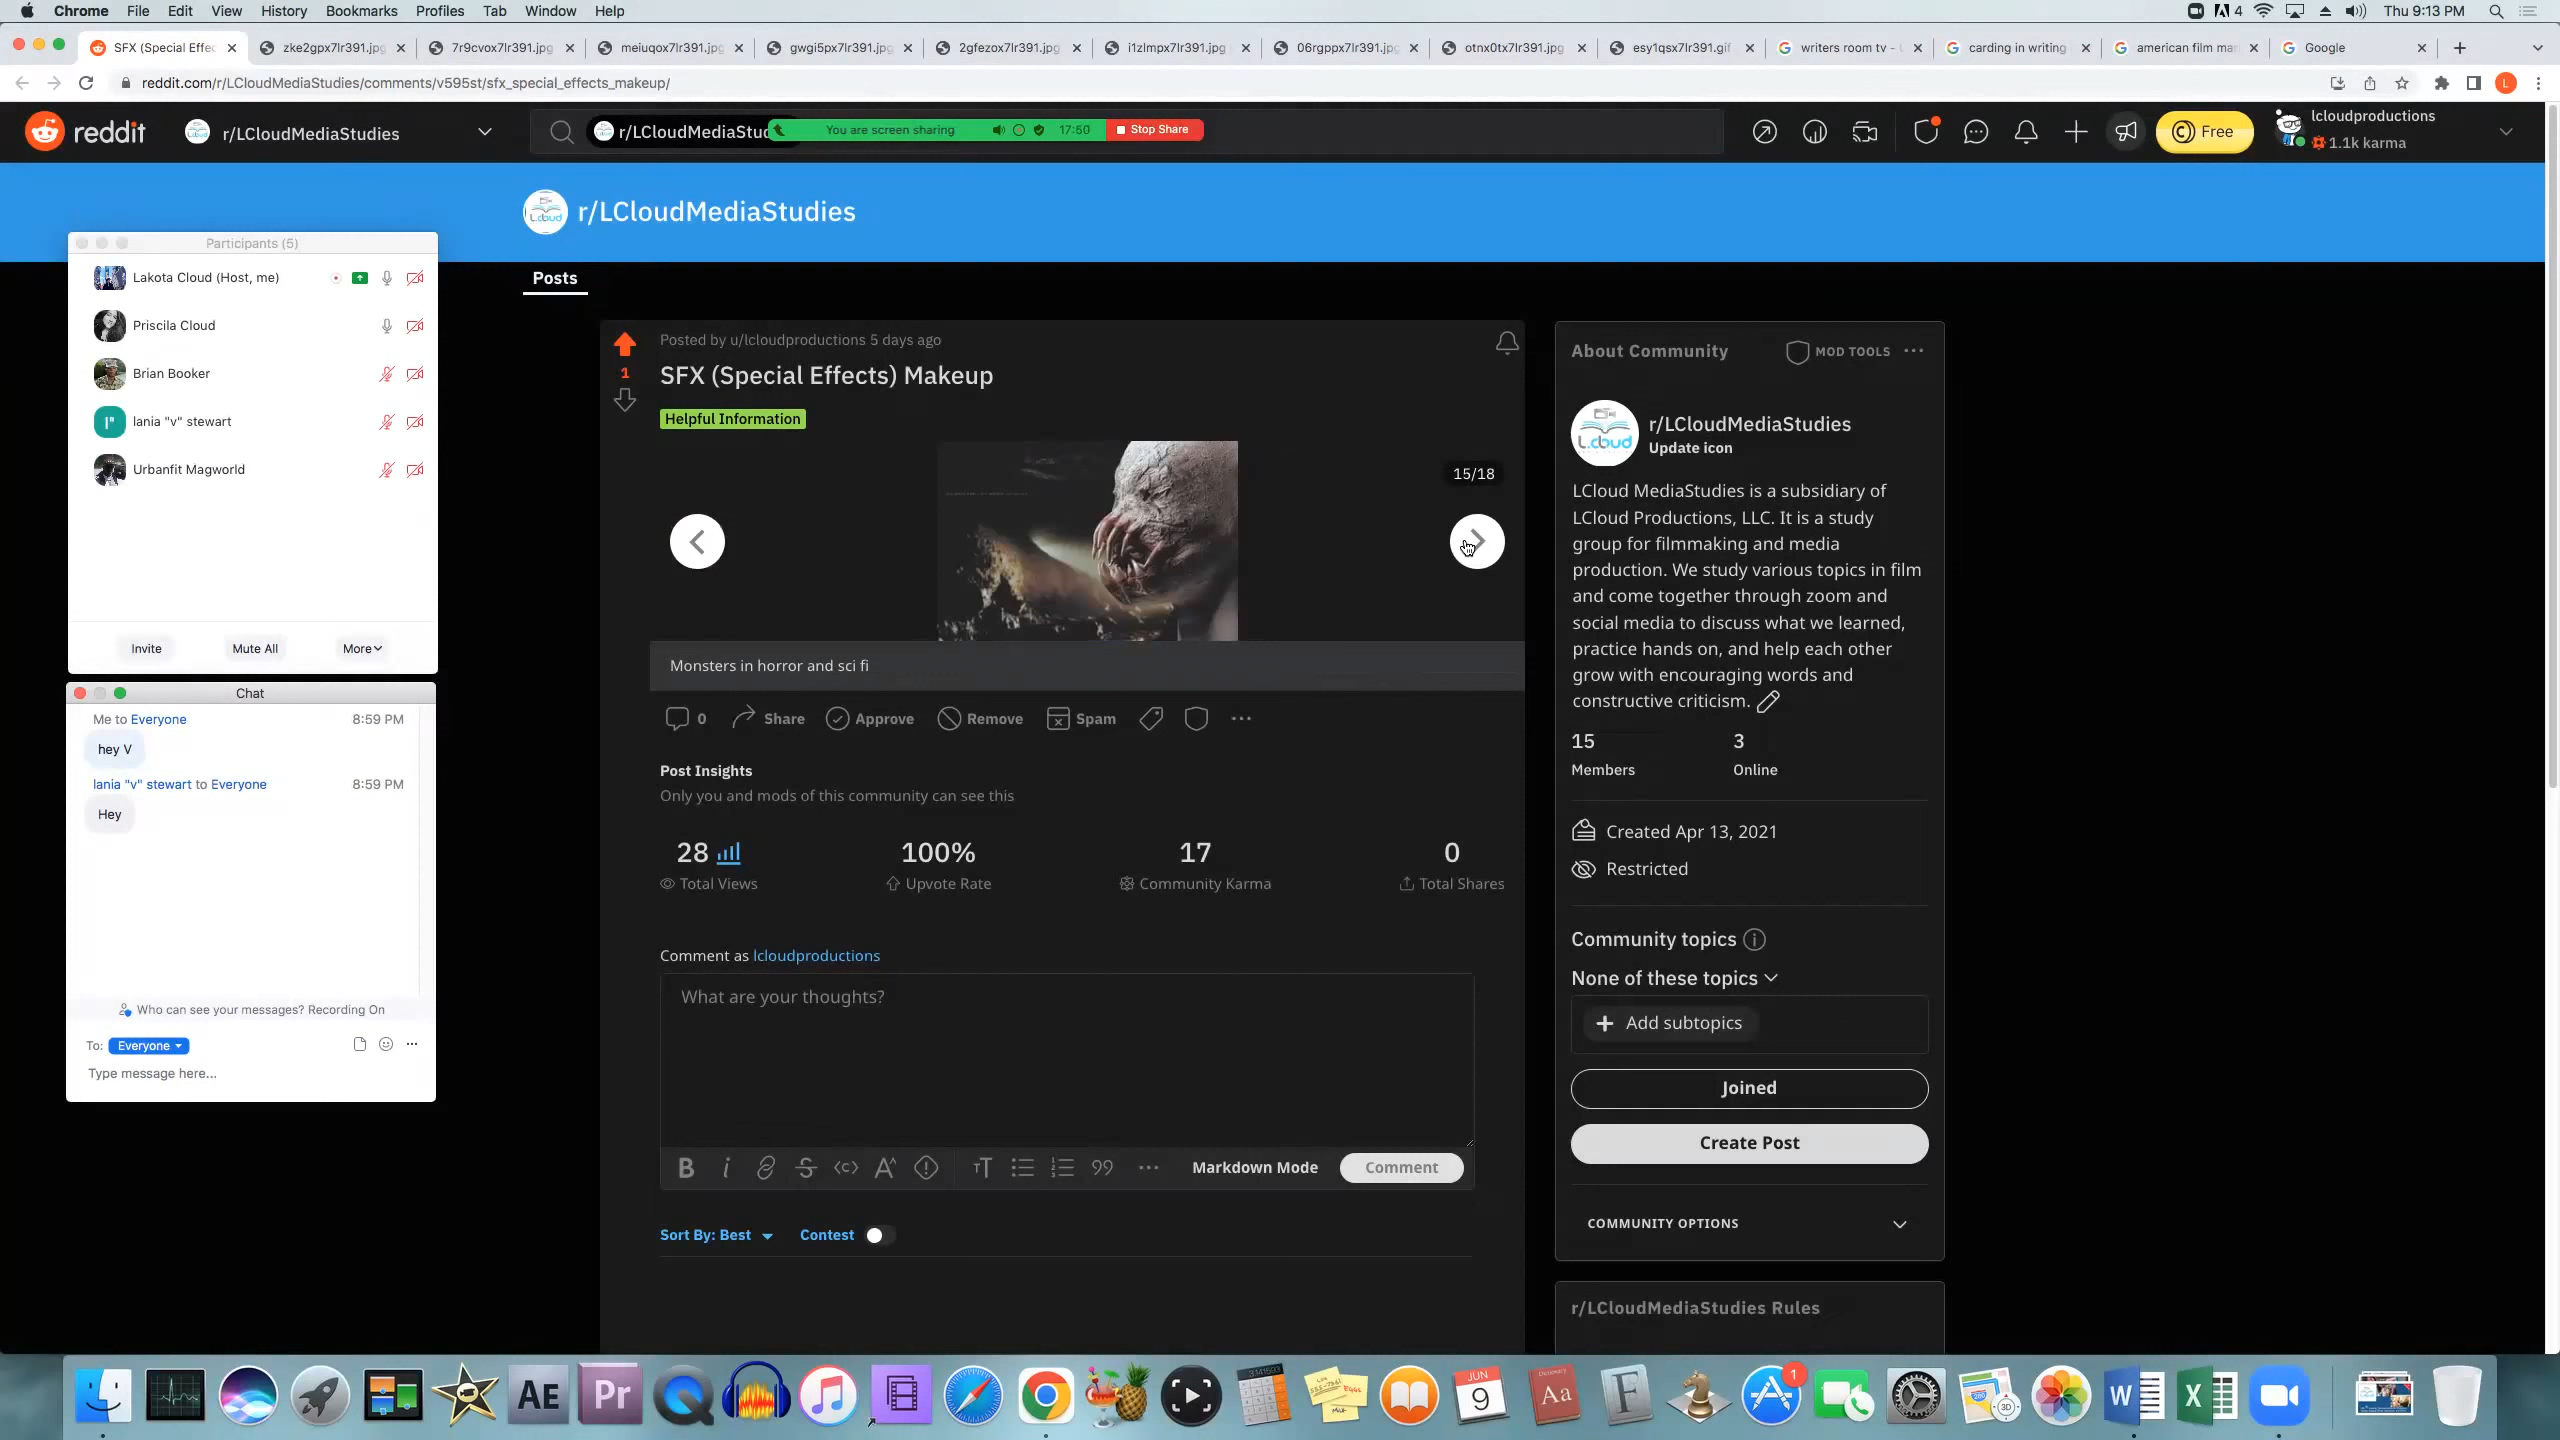 Chrome File Edit View History Bookmarks Profiles Tab Window Help 4 Thu 9:13 PM
SFX (Special Effec zke2gpx7lr391.jpg 7r9cvox7lr391.jpg meiuqox7lr391.jpg gwgi5px7lr391.jpg 2gfezox7lr391.jpg i1zlmpx7lr391.jpg 06rgppx7lr391.jpg otnx0tx7lr391.jpg esy1qsx7lr391.gif writers room tv - carding in writing american film mar Google
reddit.com/r/LCloudMediaStudies/comments/v595st/sfx_special_effects_makeup/
reddit r/LCloudMediaStudies r/LCloudMediaStud You are screen sharing 17:50 Stop Share Free lcloudproductions
1.1k karma
r/LCloudMediaStudies
Posts
Participants (5)
Lakota Cloud (Host, me)
Priscila Cloud
Brian Booker
lania "v" stewart
Urbanfit Magworld
Invite Mute All More
Chat
Me to Everyone 8:59 PM
hey V
lania "v" stewart to Everyone 8:59 PM
Hey
Who can see your messages? Recording On
To: Everyone
Type message here...
Posted by u/lcloudproductions 5 days ago
1
SFX (Special Effects) Makeup
Helpful Information
15/18
Monsters in horror and sci fi
0 Share Approve Remove Spam
Post Insights
Only you and mods of this community can see this
28 100% 17 0
Total Views Upvote Rate Community Karma Total Shares
Comment as lcloudproductions
What are your thoughts?
Markdown Mode Comment
Sort By: Best Contest
About Community MOD TOOLS
r/LCloudMediaStudies
Update icon
LCloud MediaStudies is a subsidiary of
LCloud Productions, LLC. It is a study
group for filmmaking and media
production. We study various topics in film
and come together through zoom and
social media to discuss what we learned,
practice hands on, and help each other
grow with encouraging words and
constructive criticism.
15 3
Members Online
Created Apr 13, 2021
Restricted
Community topics
None of these topics
Add subtopics
Joined
Create Post
COMMUNITY OPTIONS
r/LCloudMediaStudies Rules
AE Pr JUN 9 Aa F 1 W X